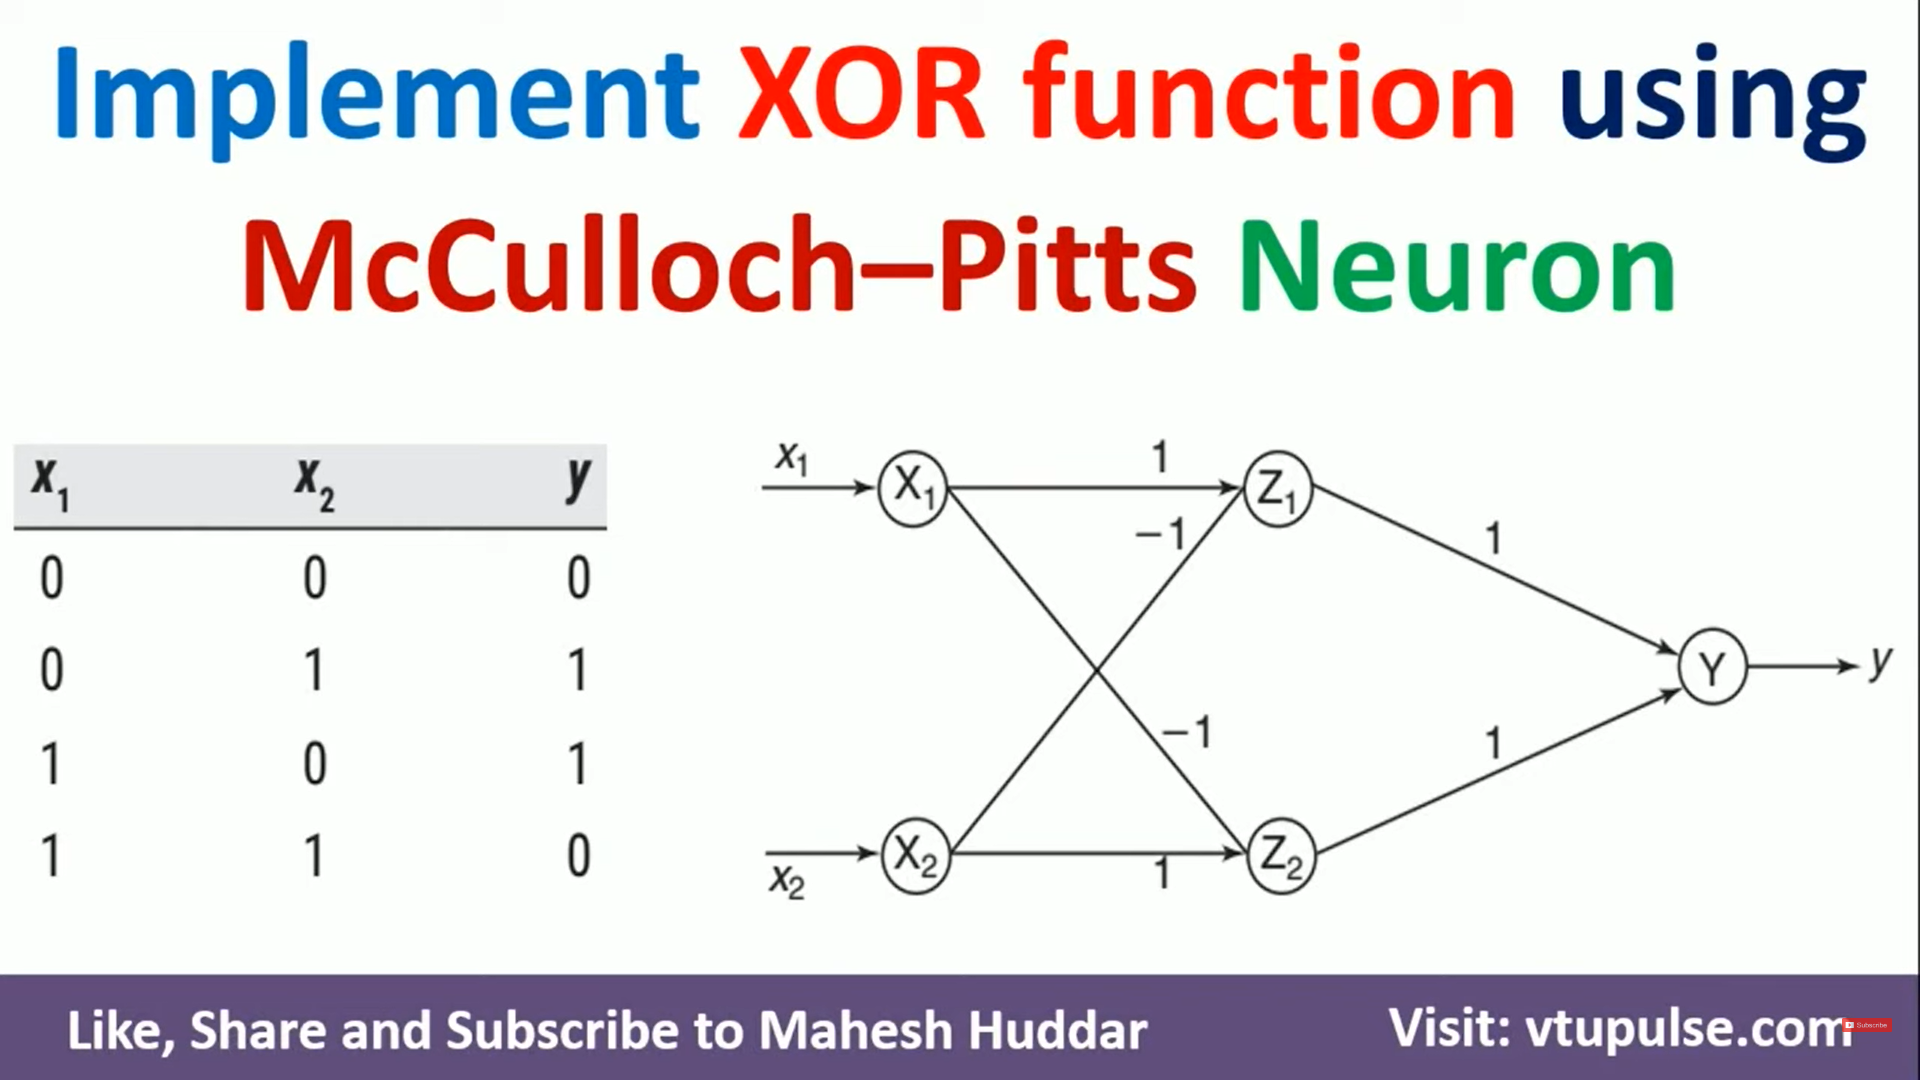 Implement XOR function using
McCulloch–Pitts Neuron
x₁ x₂ y
0 0 0
0 1 1
1 0 1
1 1 0
x₁ X₁ 1 Z₁
−1
1
Y y
−1
1
x₂ X₂ 1 Z₂
Like, Share and Subscribe to Mahesh Huddar
Visit: vtupulse.com
Subscribe